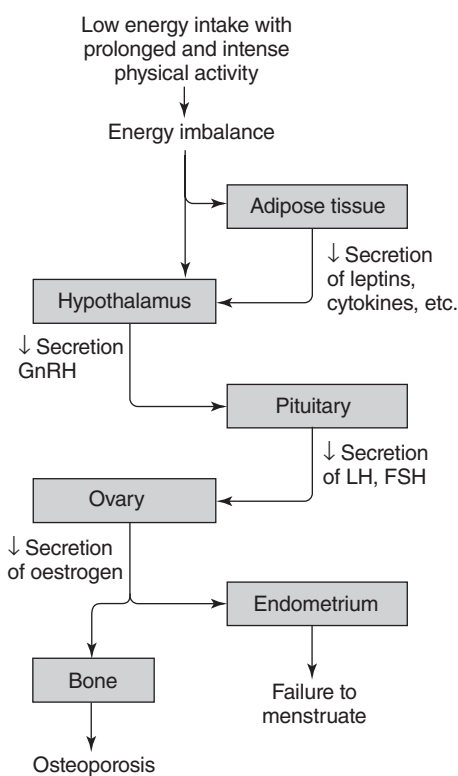 Low energy intake with
prolonged and intense
physical activity
Energy imbalance
Adipose tissue
↓ Secretion
of leptins,
cytokines, etc.
Hypothalamus
↓ Secretion
GnRH
Pituitary
↓ Secretion
of LH, FSH
Ovary
↓ Secretion
of oestrogen
Endometrium
Bone
Failure to
menstruate
Osteoporosis